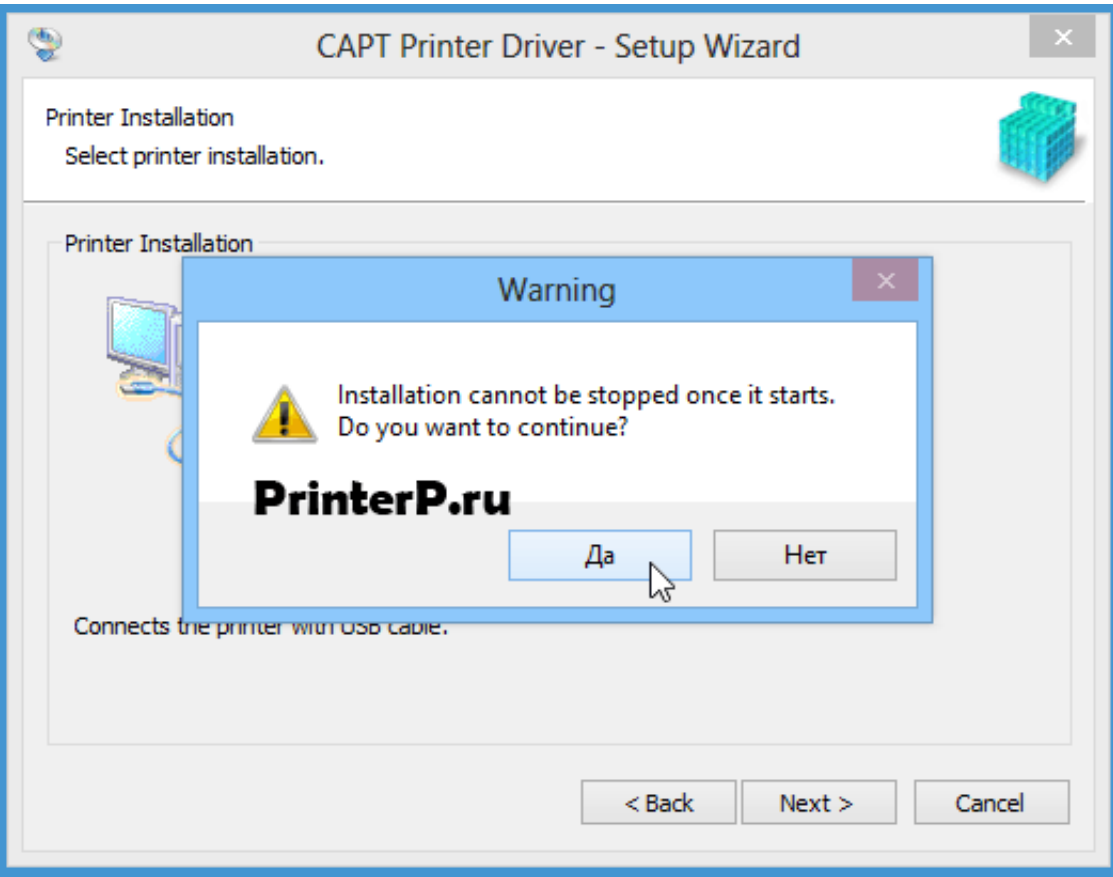 CAPT Printer Driver - Setup Wizard
Printer Installation
Select printer installation.
Printer Installation
Warning
Installation cannot be stopped once it starts.
Do you want to continue?
PrinterP.ru
Да
Нет
Connects the printer with USB cable.
< Back
Next >
Cancel